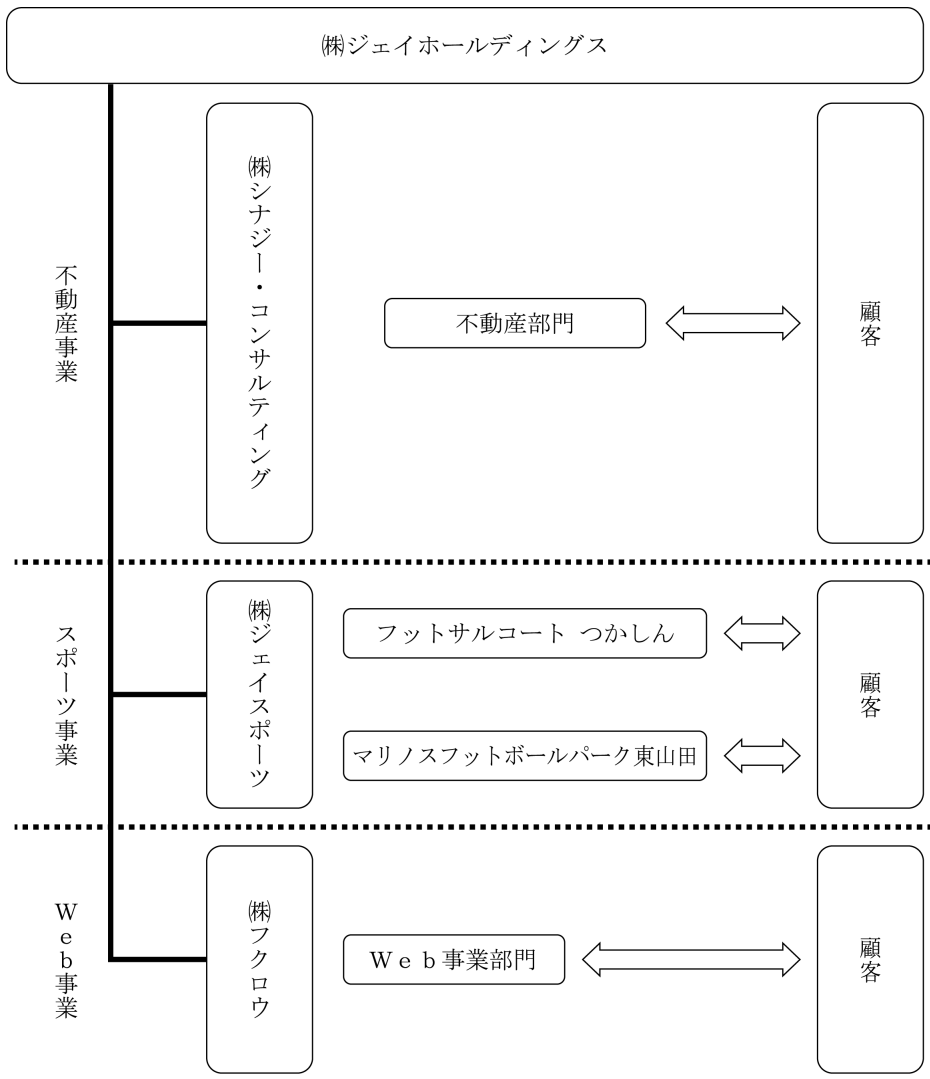 ㈱ジェイホールディングス
不動産事業
㈱シナジー・コンサルティング
不動産部門
顧客
スポーツ事業
㈱ジェイスポーツ
フットサルコート つかしん
マリノスフットボールパーク東山田
顧客
Web事業
㈱フクロウ
Web事業部門
顧客